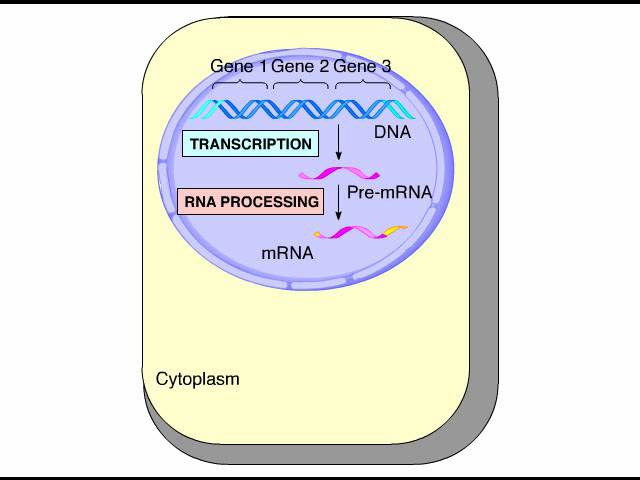 Gene 1 Gene 2 Gene 3
DNA
TRANSCRIPTION
Pre-mRNA
RNA PROCESSING
mRNA
Cytoplasm